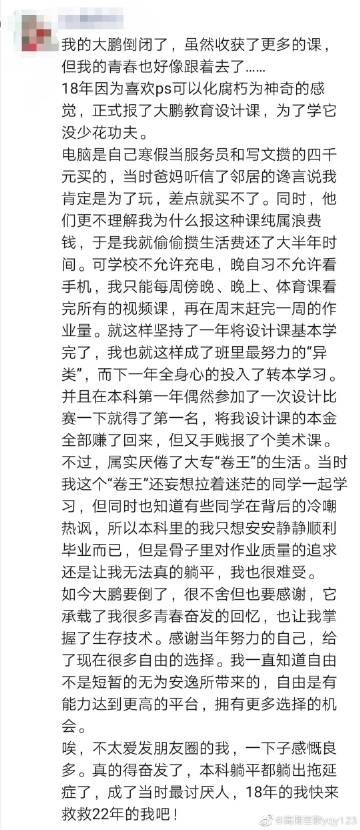 我的大鹏倒闭了，虽然收获了更多的课，
但我的青春也好像跟着去了……
18年因为喜欢ps可以化腐朽为神奇的感
觉，正式报了大鹏教育设计课，为了学它
没少花功夫。
电脑是自己寒假当服务员和写文攒的四千
元买的，当时爸妈听信了邻居的谗言说我
肯定是为了玩，差点就买不了。同时，他
们更不理解我为什么报这种课纯属浪费
钱，于是我就偷偷攒生活费还了大半年时
间。可学校不允许充电，晚自习不允许看
手机，我只能每周傍晚、晚上、体育课看
完所有的视频课，再在周末赶完一周的作
业量。就这样坚持了一年将设计课基本学
完了，我也就这样成了班里最努力的“异
类”，而下一年全身心的投入了转本学习。
并且在本科第一年偶然参加了一次设计比
赛一下就得了第一名，将我设计课的本金
全部赚了回来，但又手贱报了个美术课。
不过，属实厌倦了大专“卷王”的生活。当时
我这个“卷王”还妄想拉着迷茫的同学一起学
习，但同时也知道有些同学在背后的冷嘲
热讽，所以本科里的我只想安安静静顺利
毕业而已，但是骨子里对作业质量的追求
还是让我无法真的躺平，我也很难受。
如今大鹏要倒了，很不舍但也要感谢，它
承载了我很多青春奋发的回忆，也让我掌
握了生存技术。感谢当年努力的自己，给
了现在很多自由的选择。我一直知道自由
不是短暂的无为安逸所带来的，自由是有
能力达到更高的平台，拥有更多选择的机
会。
唉，不太爱发朋友圈的我，一下子感慨良
多。真的得奋发了，本科躺平都躺出拖延
症了，成了当时最讨厌人，18年的我快来
救救22年的我吧！